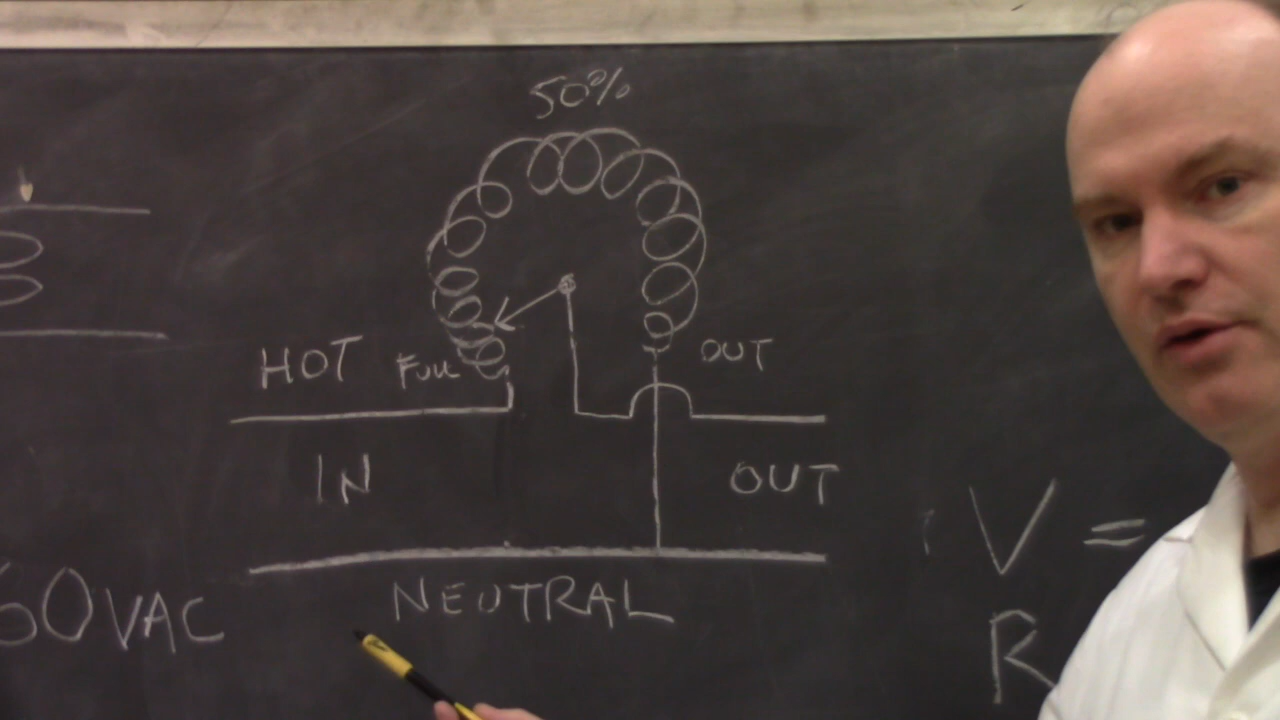 50%
HOT FULL OUT
IN OUT
NEUTRAL
60VAC
V =
R